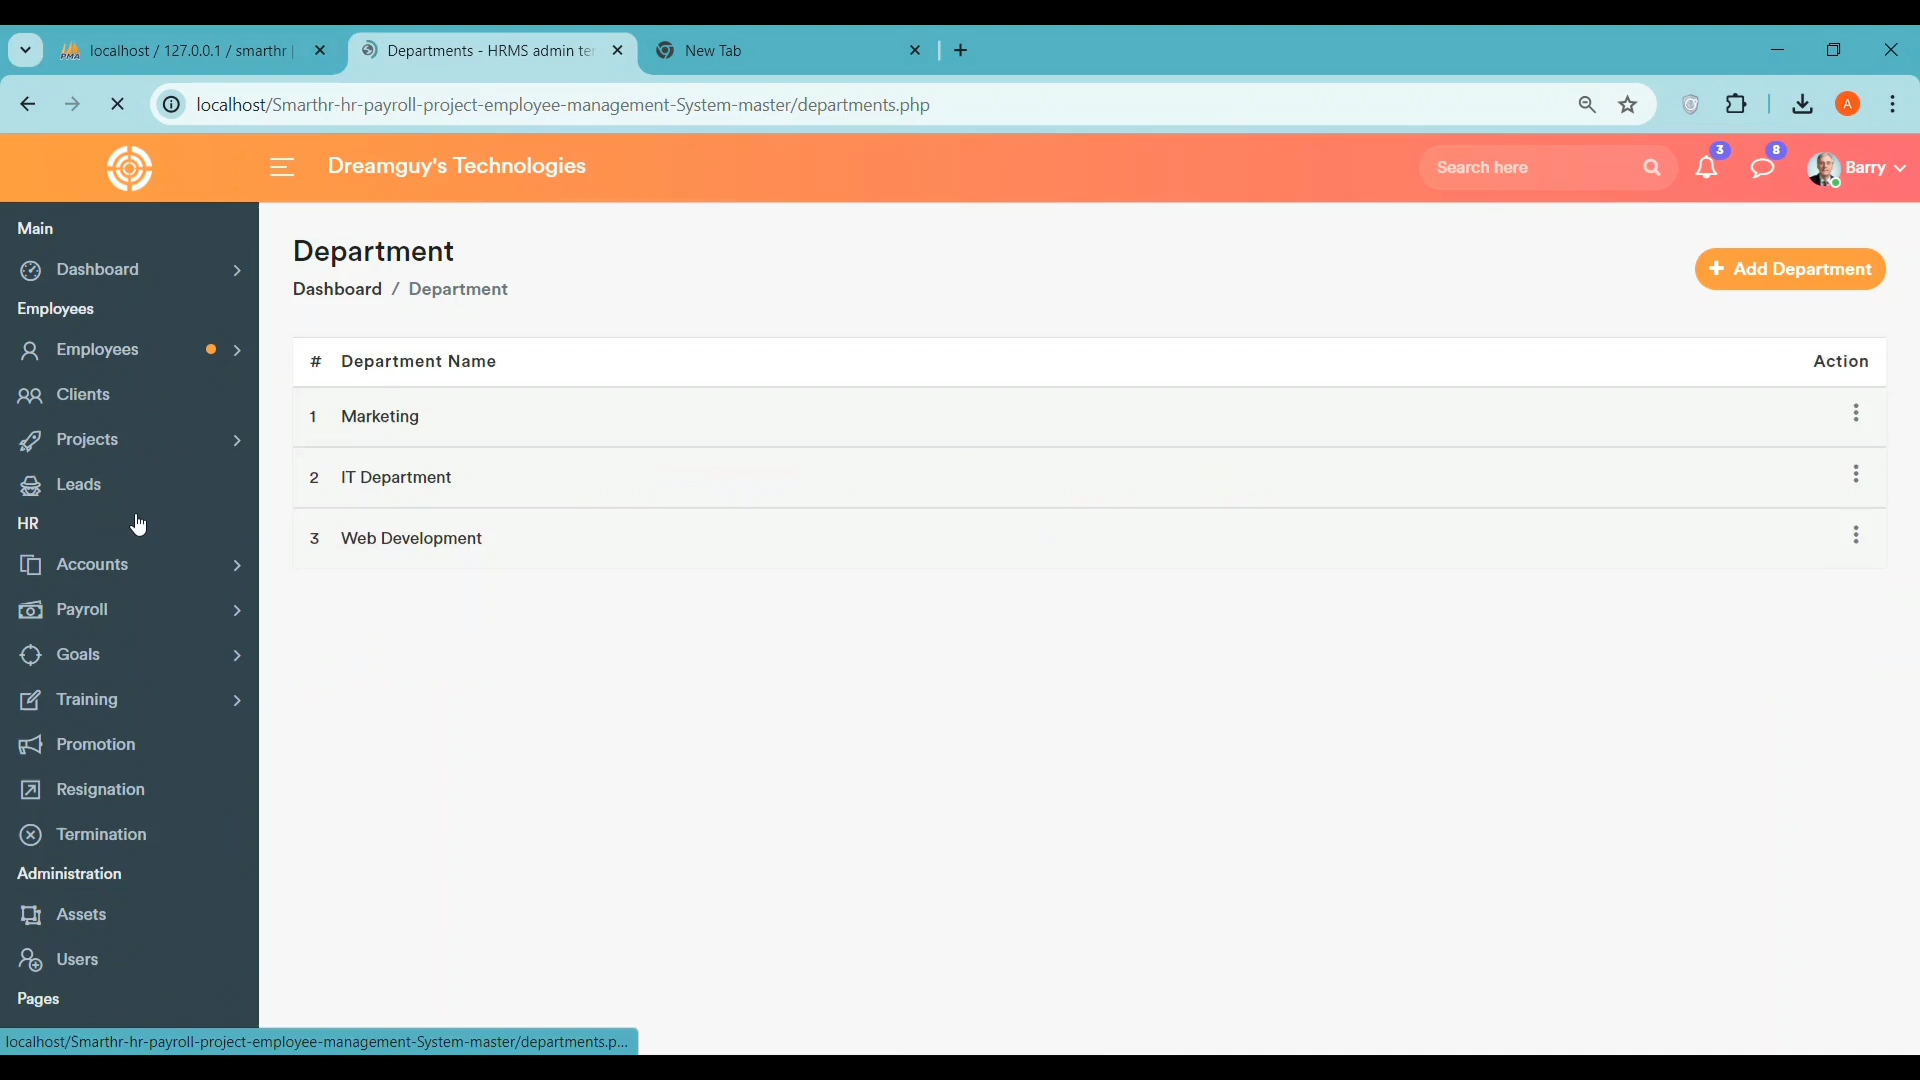 localhost / 127.0.0.1 / smarthr |
Departments - HRMS admin te
New Tab
localhost/Smarthr-hr-payroll-project-employee-management-System-master/departments.php
A
Dreamguy's Technologies
Search here
3
8
Barry
Main
Dashboard
Employees
Employees
Clients
Projects
Leads
HR
Accounts
Payroll
Goals
Training
Promotion
Resignation
Termination
Administration
Assets
Users
Pages
Department
Dashboard / Department
+ Add Department
# Department Name Action
1 Marketing
2 IT Department
3 Web Development
localhost/Smarthr-hr-payroll-project-employee-management-System-master/departments.p...